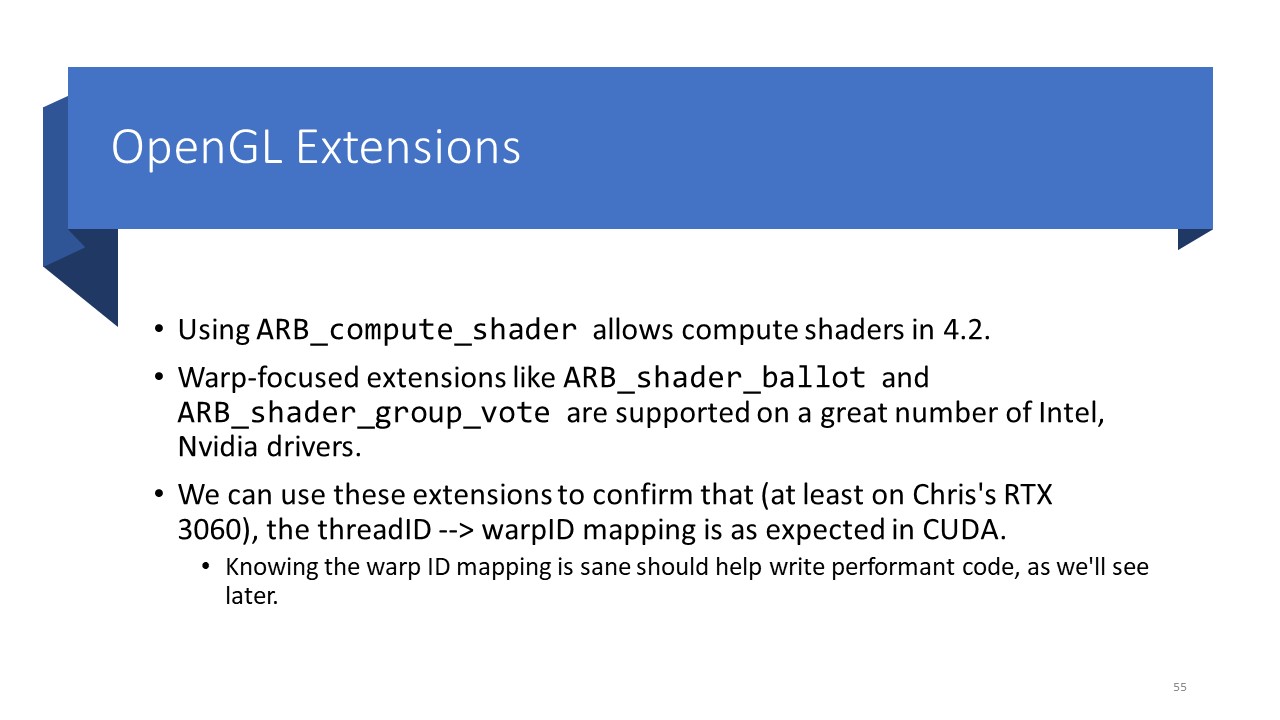 OpenGL Extensions
• Using ARB_compute_shader allows compute shaders in 4.2.
• Warp-focused extensions like ARB_shader_ballot and
ARB_shader_group_vote are supported on a great number of Intel,
Nvidia drivers.
• We can use these extensions to confirm that (at least on Chris's RTX
3060), the threadID --> warpID mapping is as expected in CUDA.
• Knowing the warp ID mapping is sane should help write performant code, as we'll see
later.
55